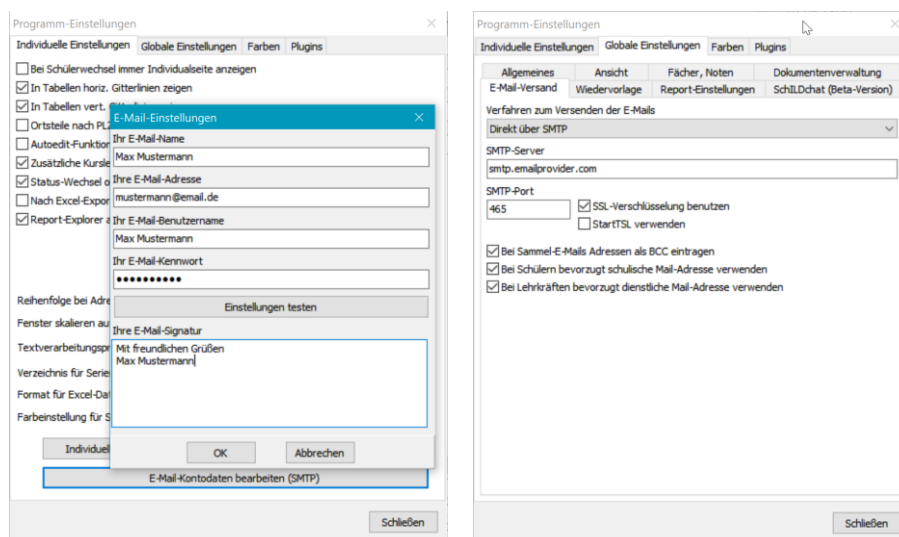 Programm-Einstellungen
Individuelle Einstellungen Globale Einstellungen Farben Plugins
Bei Schülerwechsel immer Individualseite anzeigen
In Tabellen horiz. Gitterlinien zeigen
In Tabellen vert.
Ortsteile nach PLZ
Autoedit-Funktion
Zusätzliche Kursle
Status-Wechsel o
Nach Excel-Expor
Report-Explorer a
Reihenfolge bei Adre
Fenster skalieren au
Textverarbeitungspr
Verzeichnis für Serie
Format für Excel-Dat
Farbeinstellung für S
Individuel
E-Mail-Kontodaten bearbeiten (SMTP)
Schließen
E-Mail-Einstellungen
Ihr E-Mail-Name
Max Mustermann
Ihre E-Mail-Adresse
mustermann@email.de
Ihr E-Mail-Benutzername
Max Mustermann
Ihr E-Mail-Kennwort
●●●●●●●●●●
Einstellungen testen
Ihre E-Mail-Signatur
Mit freundlichen Grüßen
Max Mustermann
OK Abbrechen
Programm-Einstellungen
Individuelle Einstellungen Globale Einstellungen Farben Plugins
Allgemeines Ansicht Fächer, Noten Dokumentenverwaltung
E-Mail-Versand Wiedervorlage Report-Einstellungen SchILDchat (Beta-Version)
Verfahren zum Versenden der E-Mails
Direkt über SMTP
SMTP-Server
smtp.emailprovider.com
SMTP-Port
465 SSL-Verschlüsselung benutzen
StartTSL verwenden
Bei Sammel-E-Mails Adressen als BCC eintragen
Bei Schülern bevorzugt schulische Mail-Adresse verwenden
Bei Lehrkräften bevorzugt dienstliche Mail-Adresse verwenden
Schließen